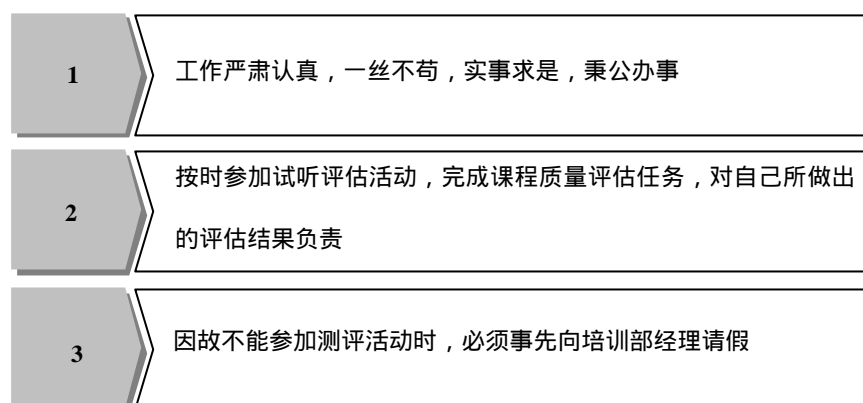 1
工作严肃认真，一丝不苟，实事求是，秉公办事
2
按时参加试听评估活动，完成课程质量评估任务，对自己所做出
的评估结果负责
3
因故不能参加测评活动时，必须事先向培训部经理请假